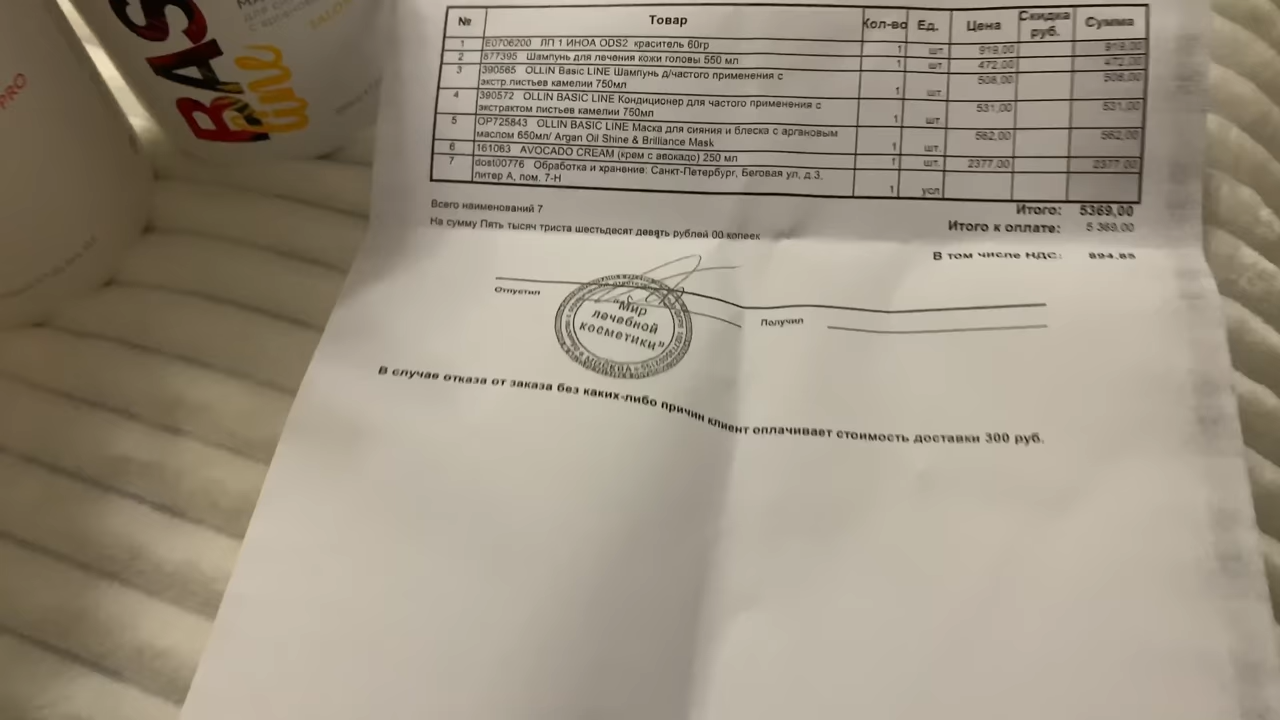 PRO
BAS
line
SALO
№ Товар Кол-во Ед. Цена Скидка руб. Сумма
1 E0706200 ЛП 1 ИНОА ODS2 краситель 60гр 1 шт. 919,00 919,00
2 877395 Шампунь для лечения кожи головы 550 мл 1 шт 472,00 472,00
3 390565 OLLIN Basic LINE Шампунь д/частого применения с
экстр.листьев камелии 750мл 1 шт. 508,00 508,00
4 390572 OLLIN BASIC LINE Кондиционер для частого применения с
экстрактом листьев камелии 750мл 1 шт 531,00 531,00
5 OP725843 OLLIN BASIC LINE Маска для сияния и блеска с аргановым
маслом 650мл/ Argan Oil Shine & Brilliance Mask 1 шт. 562,00 562,00
6 161063 AVOCADO CREAM (крем с авокадо) 250 мл 1 шт. 2377,00 2377,00
7 dost00776 Обработка и хранение: Санкт-Петербург, Беговая ул, д.3,
литер А, пом. 7-Н 1 усл
Итого: 5369,00
Всего наименований 7
Итого к оплате: 5 369,00
На сумму Пять тысяч триста шестьдесят девять рублей 00 копеек
В том числе НДС: 894,85
Отпустил
Получил
"Мир
лечебной
косметики"
МОСКВА
В случае отказа от заказа без каких-либо причин клиент оплачивает стоимость доставки 300 руб.